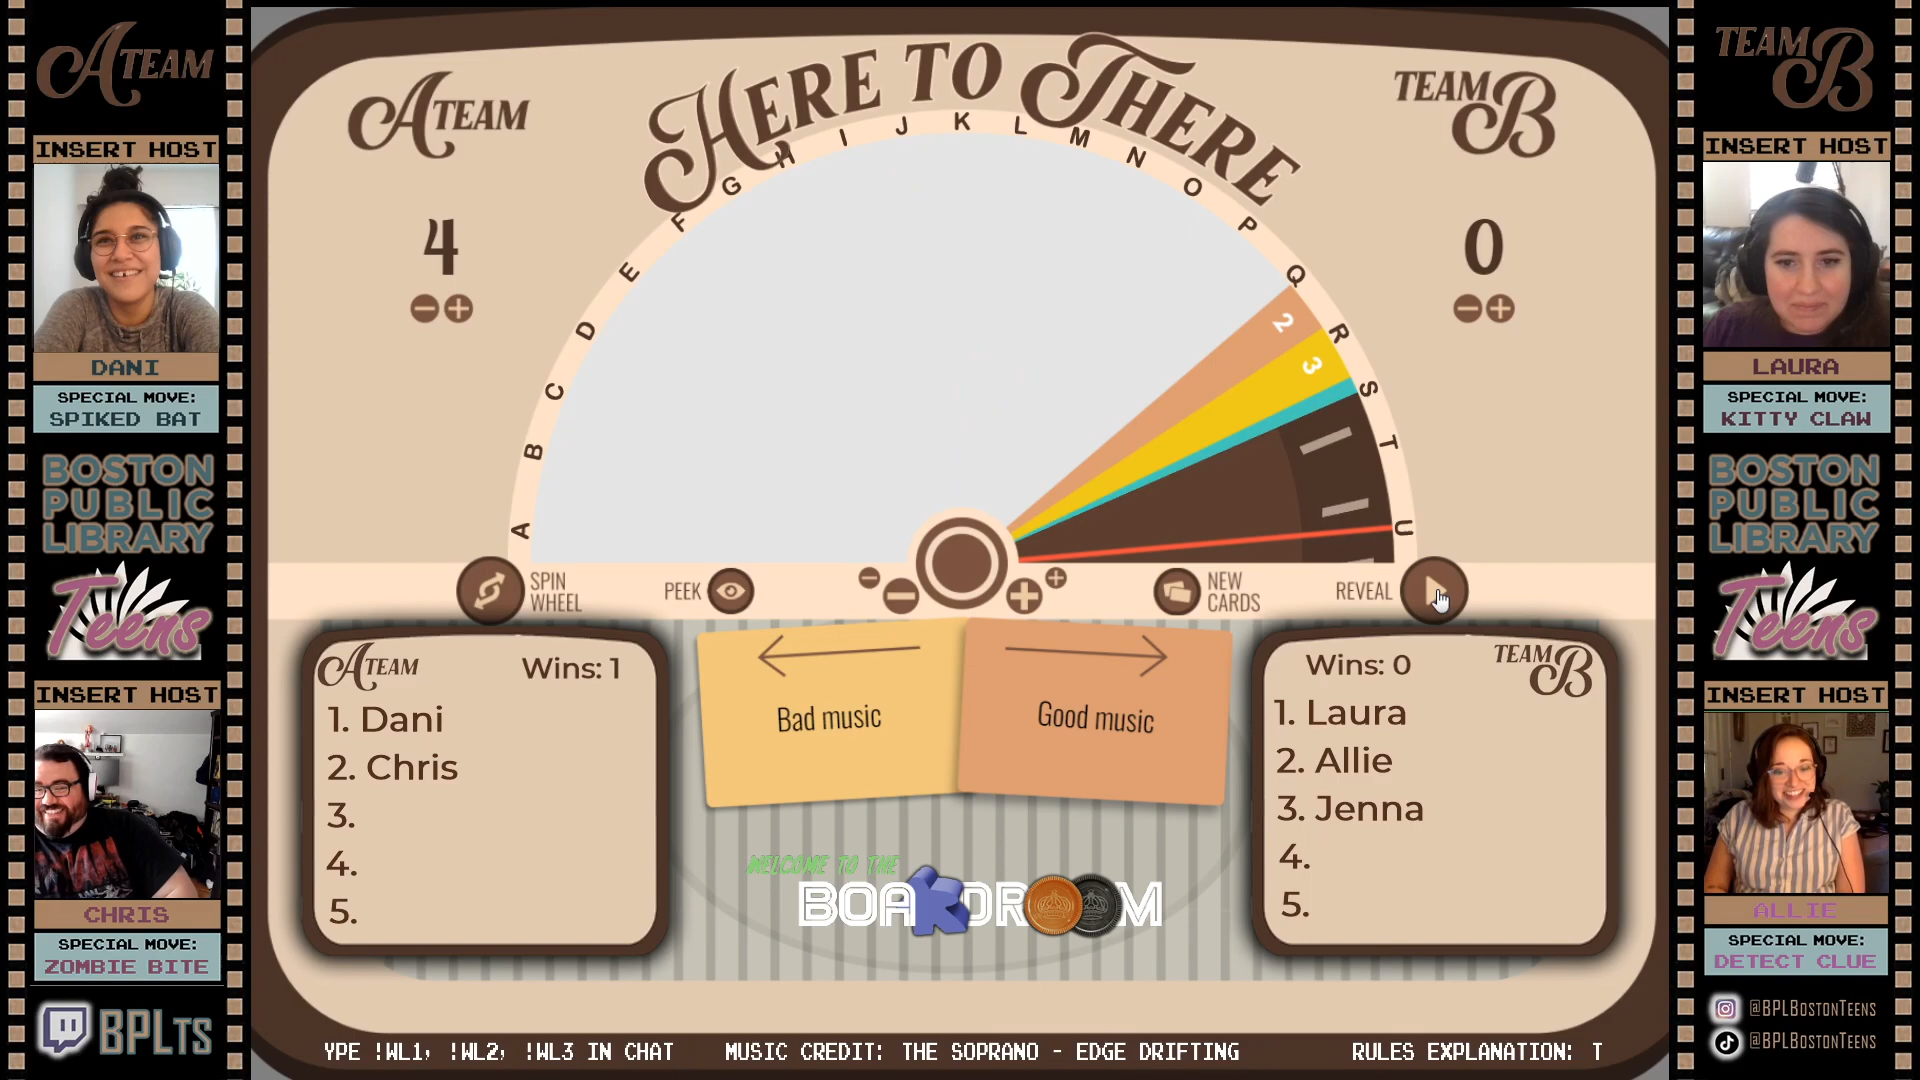 A TEAM
INSERT HOST
DANI
SPECIAL MOVE:
SPIKED BAT
BOSTON
PUBLIC
LIBRARY
Teens
INSERT HOST
CHRIS
SPECIAL MOVE:
ZOMBIE BITE
BPLTS
HERE TO THERE
A TEAM
4
TEAM B
0
A B C D E F G H I J K L M N O P Q R S T U
2
3
SPIN
WHEEL
PEEK
NEW
CARDS
REVEAL
A TEAM
Wins: 1
1. Dani
2. Chris
3.
4.
5.
Bad music
Good music
WELCOME TO THE
BOARDROOM
Wins: 0
TEAM B
1. Laura
2. Allie
3. Jenna
4.
5.
YPE !WL1, !WL2, !WL3 IN CHAT
MUSIC CREDIT: THE SOPRANO - EDGE DRIFTING
RULES EXPLANATION: T
TEAM B
INSERT HOST
LAURA
SPECIAL MOVE:
KITTY CLAW
BOSTON
PUBLIC
LIBRARY
Teens
INSERT HOST
ALLIE
SPECIAL MOVE:
DETECT CLUE
@BPLBOSTONTEENS
@BPLBOSTONTEENS